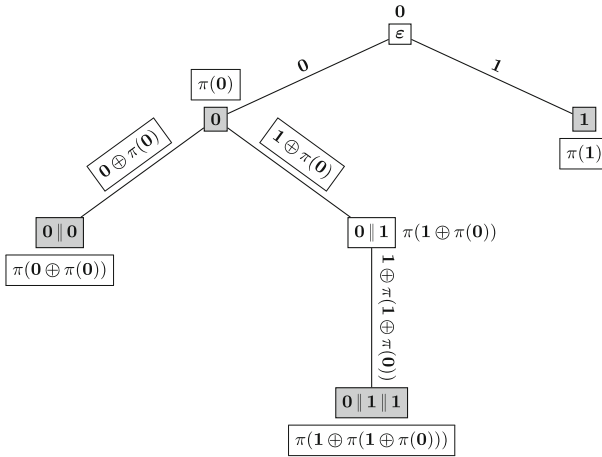 0
ε
0
1
π(0)
0
1
π(1)
0 ⊕ π(0)
1 ⊕ π(0)
0 ∥ 0
π(0 ⊕ π(0))
0 ∥ 1
π(1 ⊕ π(0))
1 ⊕ π(1 ⊕ π(0))
0 ∥ 1 ∥ 1
π(1 ⊕ π(1 ⊕ π(0)))